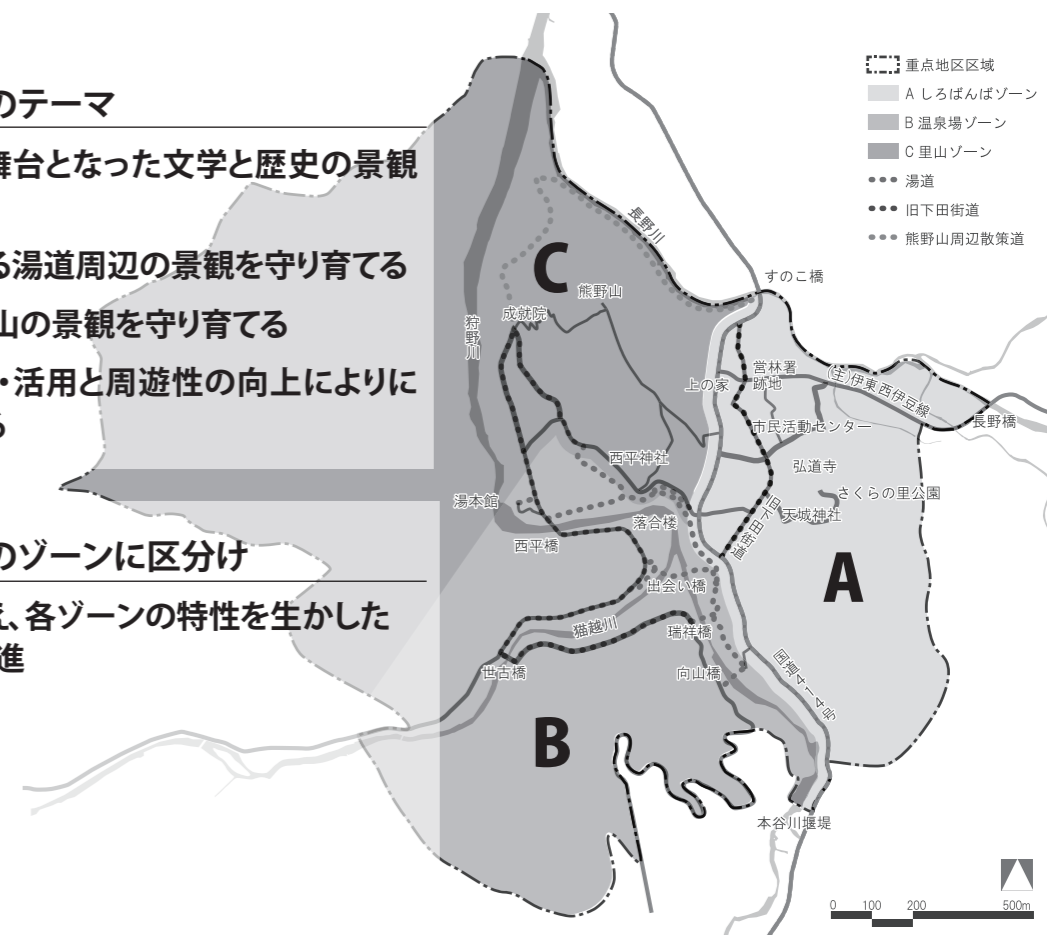 のテーマ
舞台となった文学と歴史の景観
る湯道周辺の景観を守り育てる
山の景観を守り育てる
・活用と周遊性の向上によりに
る
のゾーンに区分け
え、各ゾーンの特性を生かした
進
重点地区区域
A しろばんばゾーン
B 温泉場ゾーン
C 里山ゾーン
湯道
旧下田街道
熊野山周辺散策道
長野川
すのこ橋
C
熊野山
成就院
狩野川
営林署
跡地
上の家
(主)伊東西伊豆線
長野橋
市民活動センター
西平神社
弘道寺
さくらの里公園
湯本館
天城神社
旧下田街道
落合楼
西平橋
A
出会い橋
猫越川
瑞祥橋
世古橋
向山橋
国道414号
B
本谷川堰堤
0 100 200 500m